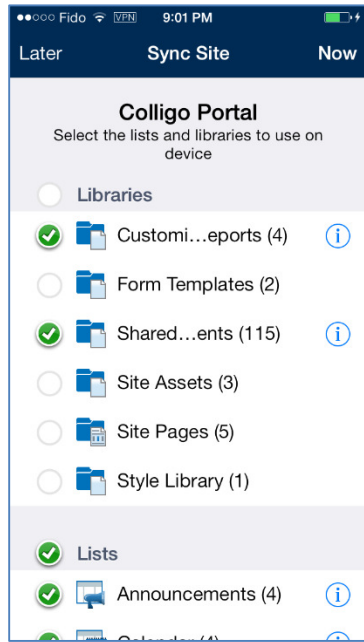 Fido VPN 9:01 PM
Later Sync Site Now
Colligo Portal
Select the lists and libraries to use on
device
Libraries
Customi...eports (4)
Form Templates (2)
Shared...ents (115)
Site Assets (3)
Site Pages (5)
Style Library (1)
Lists
Announcements (4)
Calendar (4)